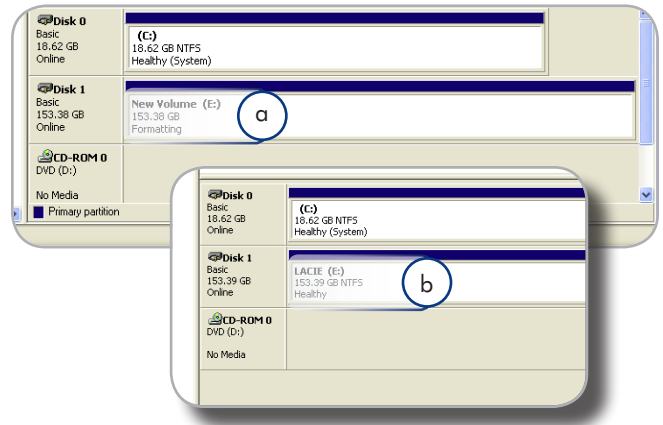 Disk 0
Basic
18.62 GB
Online
(C:)
18.62 GB NTFS
Healthy (System)
Disk 1
Basic
153.38 GB
Online
New Volume (E:)
153.38 GB
Formatting
a
CD-ROM 0
DVD (D:)
No Media
Primary partition
Disk 0
Basic
18.62 GB
Online
(C:)
18.62 GB NTFS
Healthy (System)
Disk 1
Basic
153.39 GB
Online
LACIE (E:)
153.39 GB NTFS
Healthy
b
CD-ROM 0
DVD (D:)
No Media